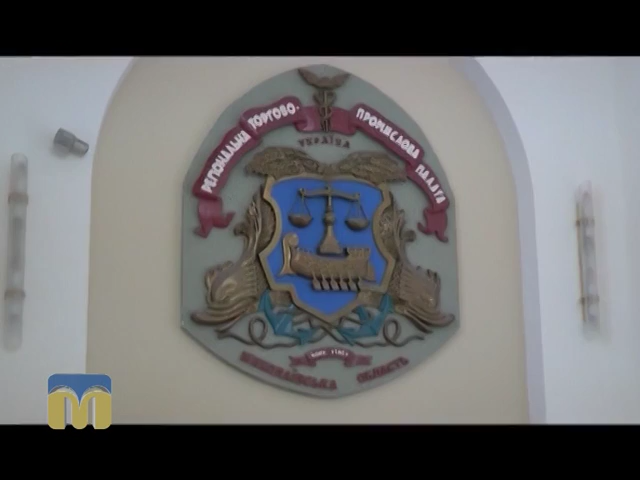 РЕГІОНАЛЬНА ТОРГОВО-
ПРОМИСЛОВА ПАЛАТА
УКРАЇНА
МИКОЛАЇВСЬКА ОБЛАСТЬ